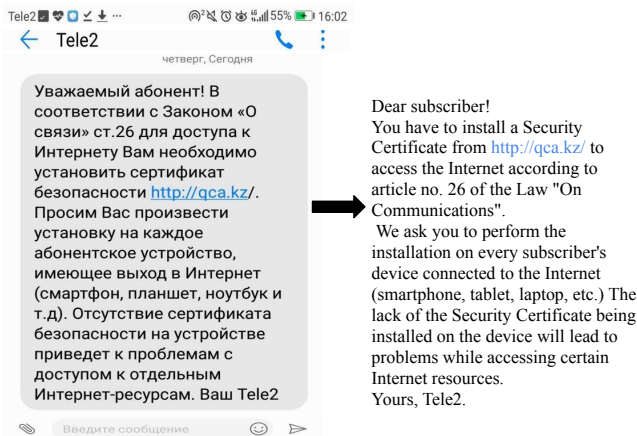 Tele2 55% 16:02
Tele2
четверг, Сегодня
Уважаемый абонент! В
соответствии с Законом «О
связи» ст.26 для доступа к
Интернету Вам необходимо
установить сертификат
безопасности http://qca.kz/.
Просим Вас произвести
установку на каждое
абонентское устройство,
имеющее выход в Интернет
(смартфон, планшет, ноутбук и
т.д). Отсутствие сертификата
безопасности на устройстве
приведет к проблемам с
доступом к отдельным
Интернет-ресурсам. Ваш Tele2
Введите сообщение
Dear subscriber!
You have to install a Security
Certificate from http://qca.kz/ to
access the Internet according to
article no. 26 of the Law "On
Communications".
We ask you to perform the
installation on every subscriber's
device connected to the Internet
(smartphone, tablet, laptop, etc.) The
lack of the Security Certificate being
installed on the device will lead to
problems while accessing certain
Internet resources.
Yours, Tele2.